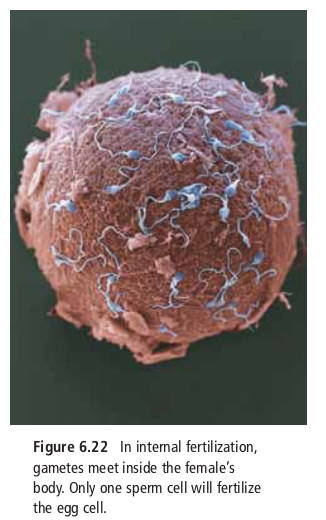 Figure 6.22 In internal fertilization,
gametes meet inside the female's
body. Only one sperm cell will fertilize
the egg cell.